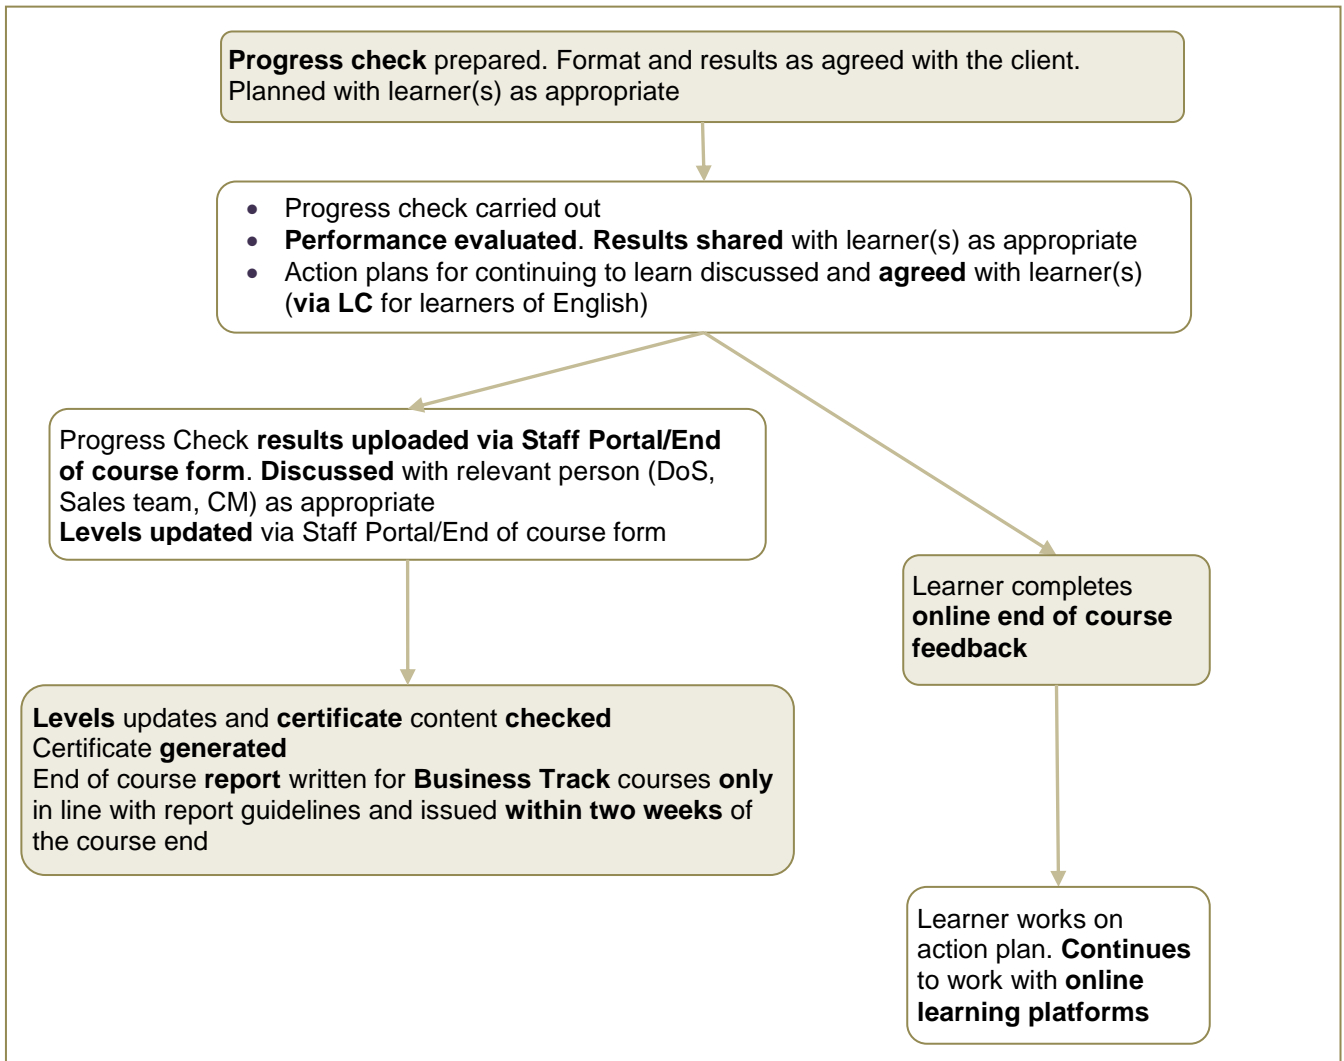 Progress check prepared. Format and results as agreed with the client.
Planned with learner(s) as appropriate
• Progress check carried out
• Performance evaluated. Results shared with learner(s) as appropriate
• Action plans for continuing to learn discussed and agreed with learner(s)
(via LC for learners of English)
Progress Check results uploaded via Staff Portal/End
of course form. Discussed with relevant person (DoS,
Sales team, CM) as appropriate
Levels updated via Staff Portal/End of course form
Learner completes
online end of course
feedback
Levels updates and certificate content checked
Certificate generated
End of course report written for Business Track courses only
in line with report guidelines and issued within two weeks of
the course end
Learner works on
action plan. Continues
to work with online
learning platforms